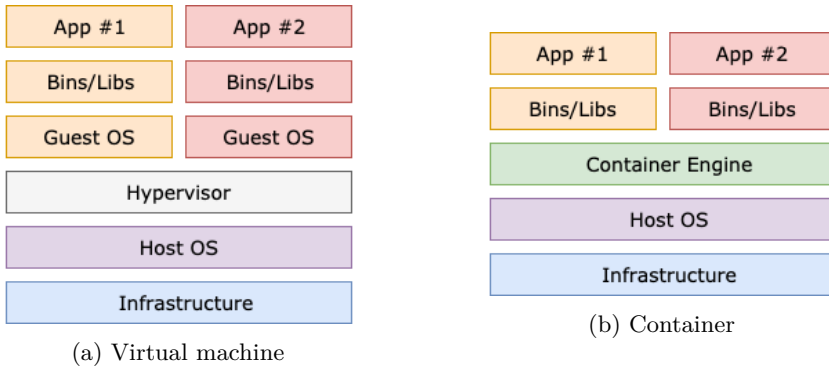 App #1
App #2
Bins/Libs
Bins/Libs
Guest OS
Guest OS
Hypervisor
Host OS
Infrastructure
(a) Virtual machine
App #1
App #2
Bins/Libs
Bins/Libs
Container Engine
Host OS
Infrastructure
(b) Container